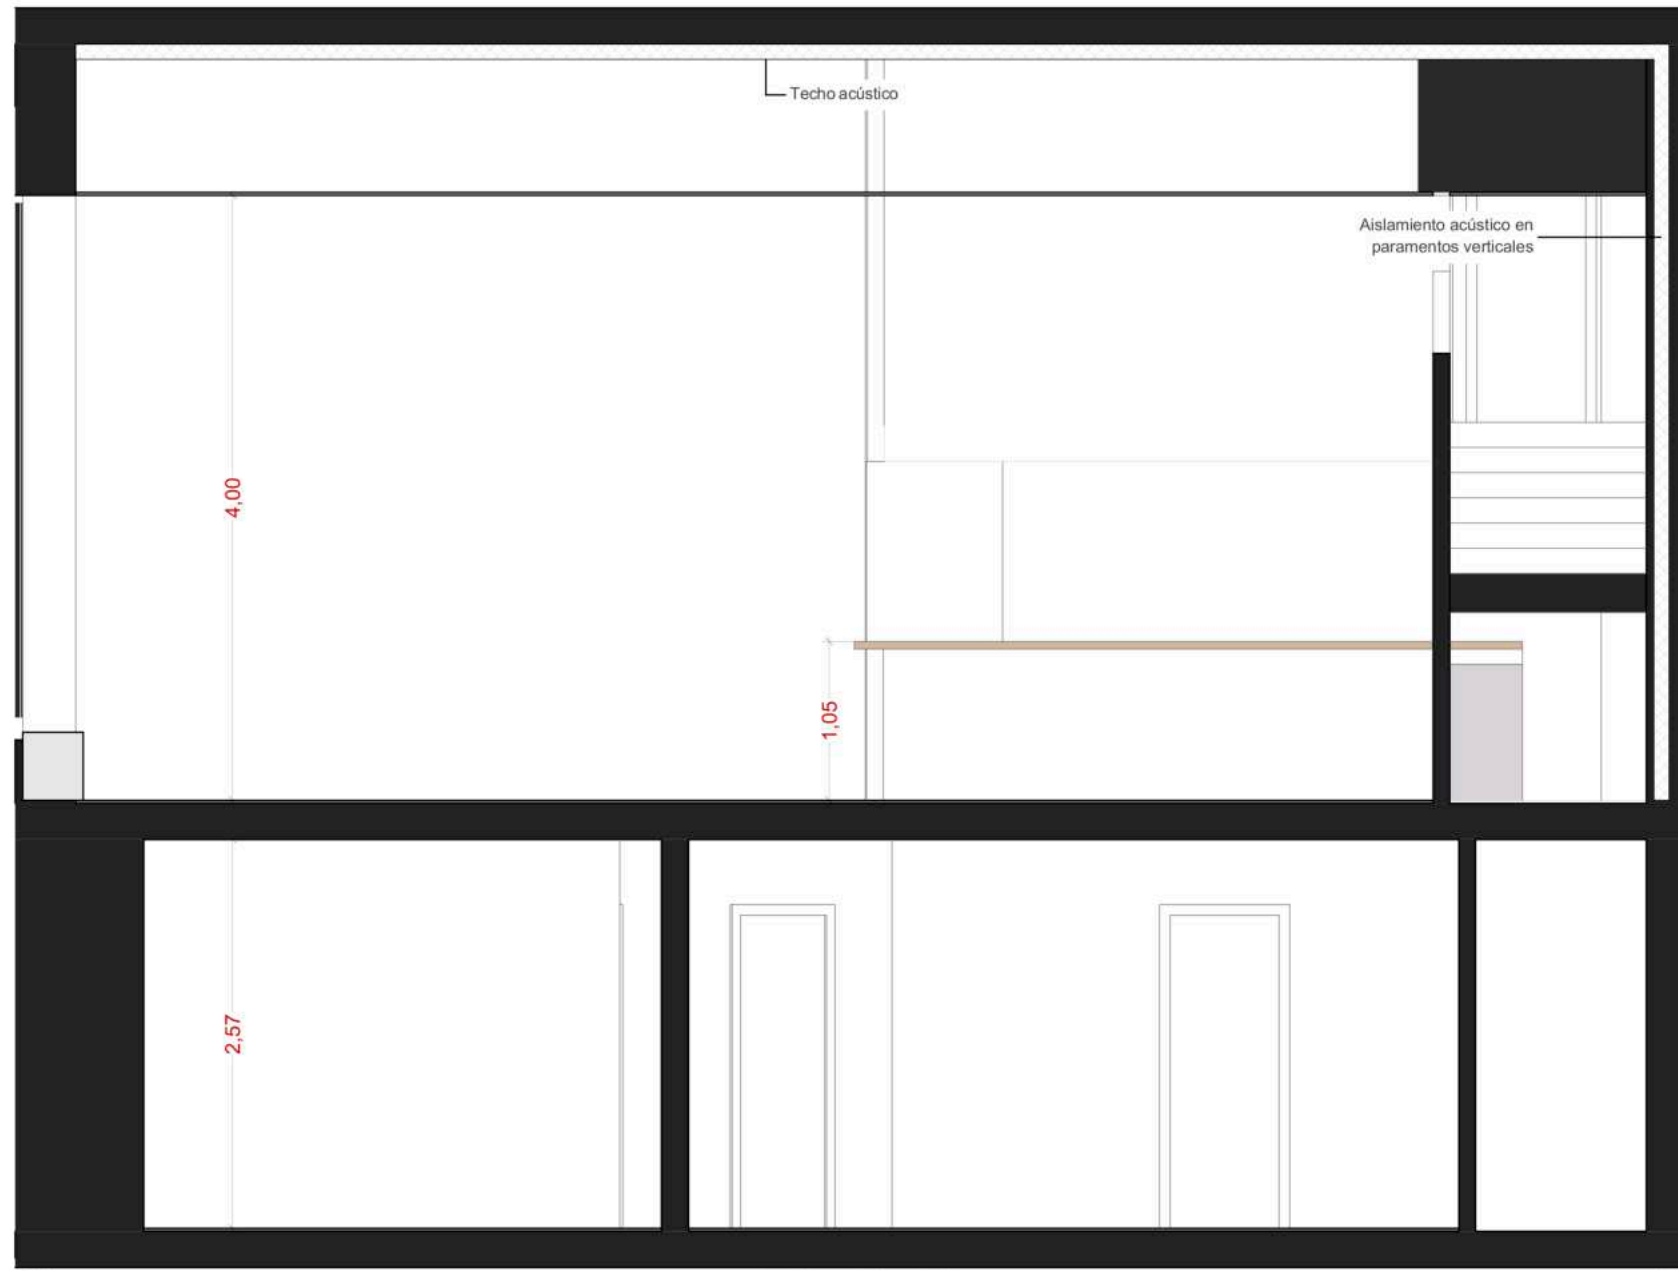 Techo acústico
Aislamiento acústico en
paramentos verticales
4,00
1,05
2,57